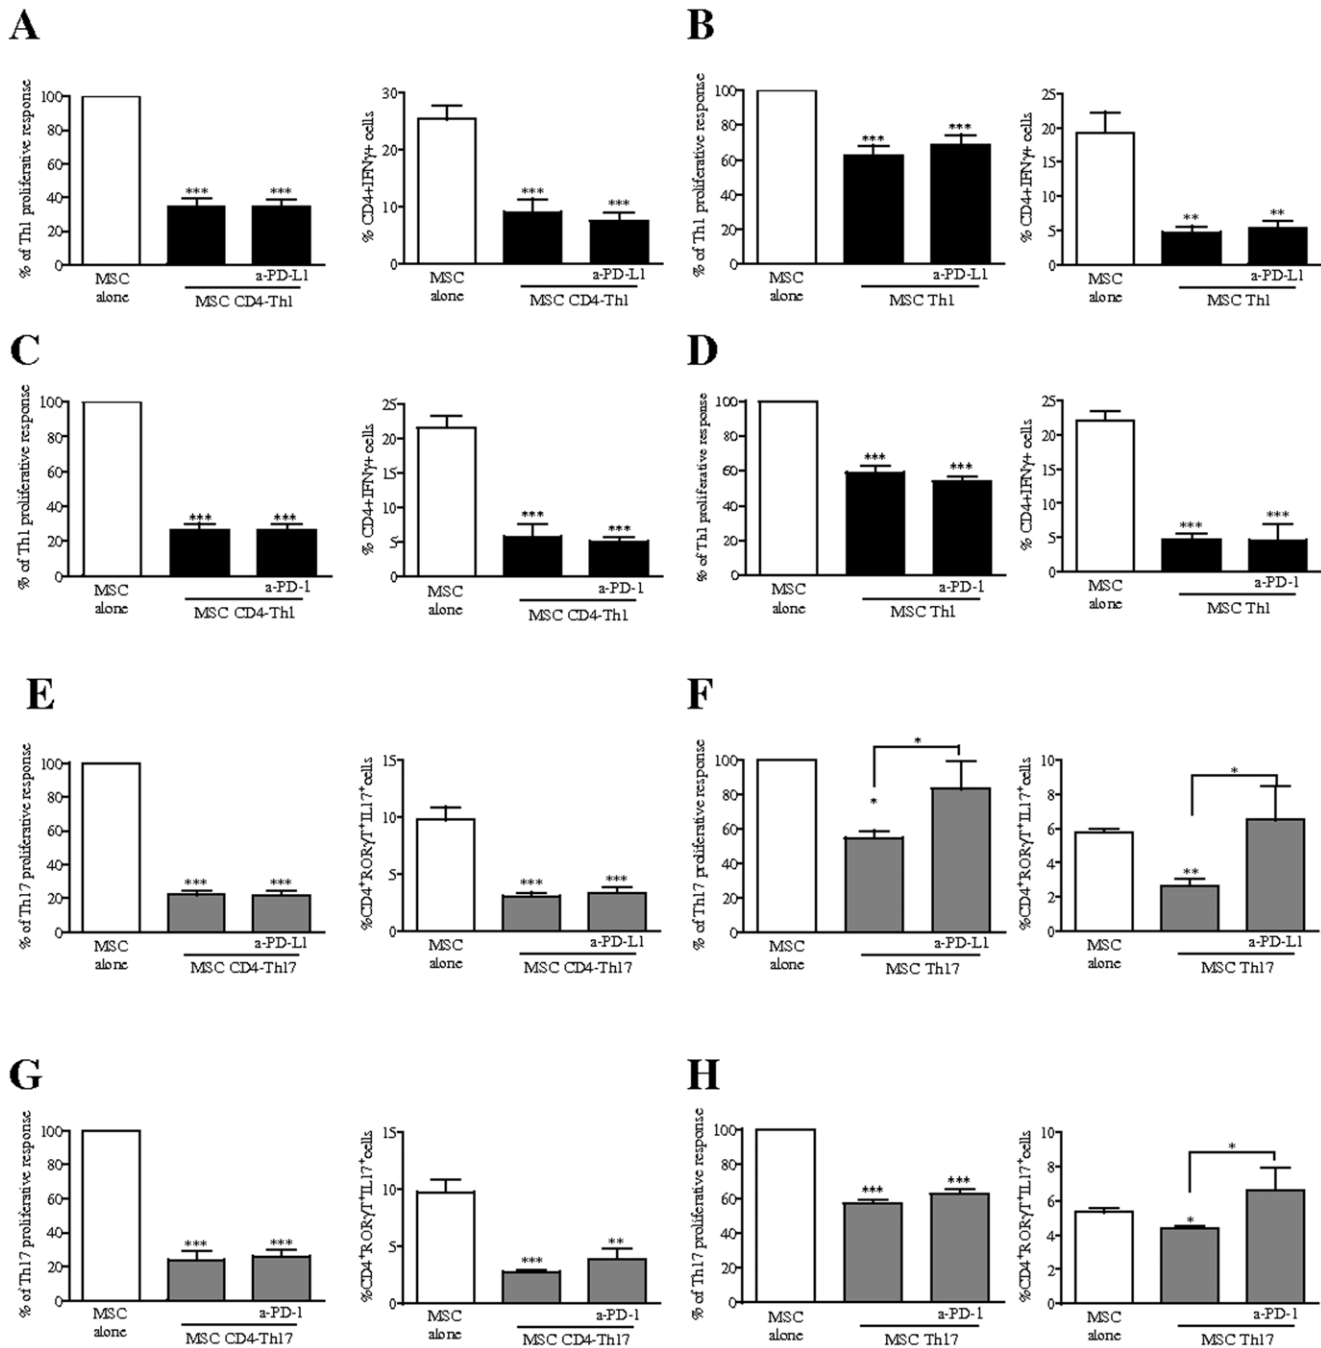 A
% of Th1 proliferative response
100
80
60
40
20
0
***
***
MSC alone
a-PD-L1
MSC CD4-Th1
% CD4+IFNγ+ cells
30
20
10
0
***
***
MSC alone
a-PD-L1
MSC CD4-Th1
B
% of Th1 proliferative response
100
80
60
40
20
0
***
***
MSC alone
a-PD-L1
MSC Th1
% CD4+IFNγ+ cells
25
20
15
10
5
0
**
**
MSC alone
a-PD-L1
MSC Th1
C
% of Th1 proliferative response
100
80
60
40
20
0
***
***
MSC alone
a-PD-1
MSC CD4-Th1
% CD4+IFNγ+ cells
25
20
15
10
5
0
***
***
MSC alone
a-PD-1
MSC CD4-Th1
D
% of Th1 proliferative response
100
80
60
40
20
0
***
***
MSC alone
a-PD-1
MSC Th1
% CD4+IFNγ+ cells
25
20
15
10
5
0
***
***
MSC alone
a-PD-1
MSC Th1
E
% of Th17 proliferative response
100
80
60
40
20
0
***
***
MSC alone
a-PD-L1
MSC CD4-Th17
%CD4+RORγT+IL17+cells
15
10
5
0
***
***
MSC alone
a-PD-L1
MSC CD4-Th17
F
% of Th17 proliferative response
100
80
60
40
20
0
*
*
MSC alone
a-PD-L1
MSC Th17
%CD4+RORγT+IL17+cells
10
8
6
4
2
0
*
**
MSC alone
a-PD-L1
MSC Th17
G
% of Th17 proliferative response
100
80
60
40
20
0
***
***
MSC alone
a-PD-1
MSC CD4-Th17
%CD4+RORγT+IL17+cells
15
10
5
0
***
**
MSC alone
a-PD-1
MSC CD4-Th17
H
% of Th17 proliferative response
100
80
60
40
20
0
***
***
MSC alone
a-PD-1
MSC Th17
%CD4+RORγT+IL17+cells
10
8
6
4
2
0
*
*
MSC alone
a-PD-1
MSC Th17